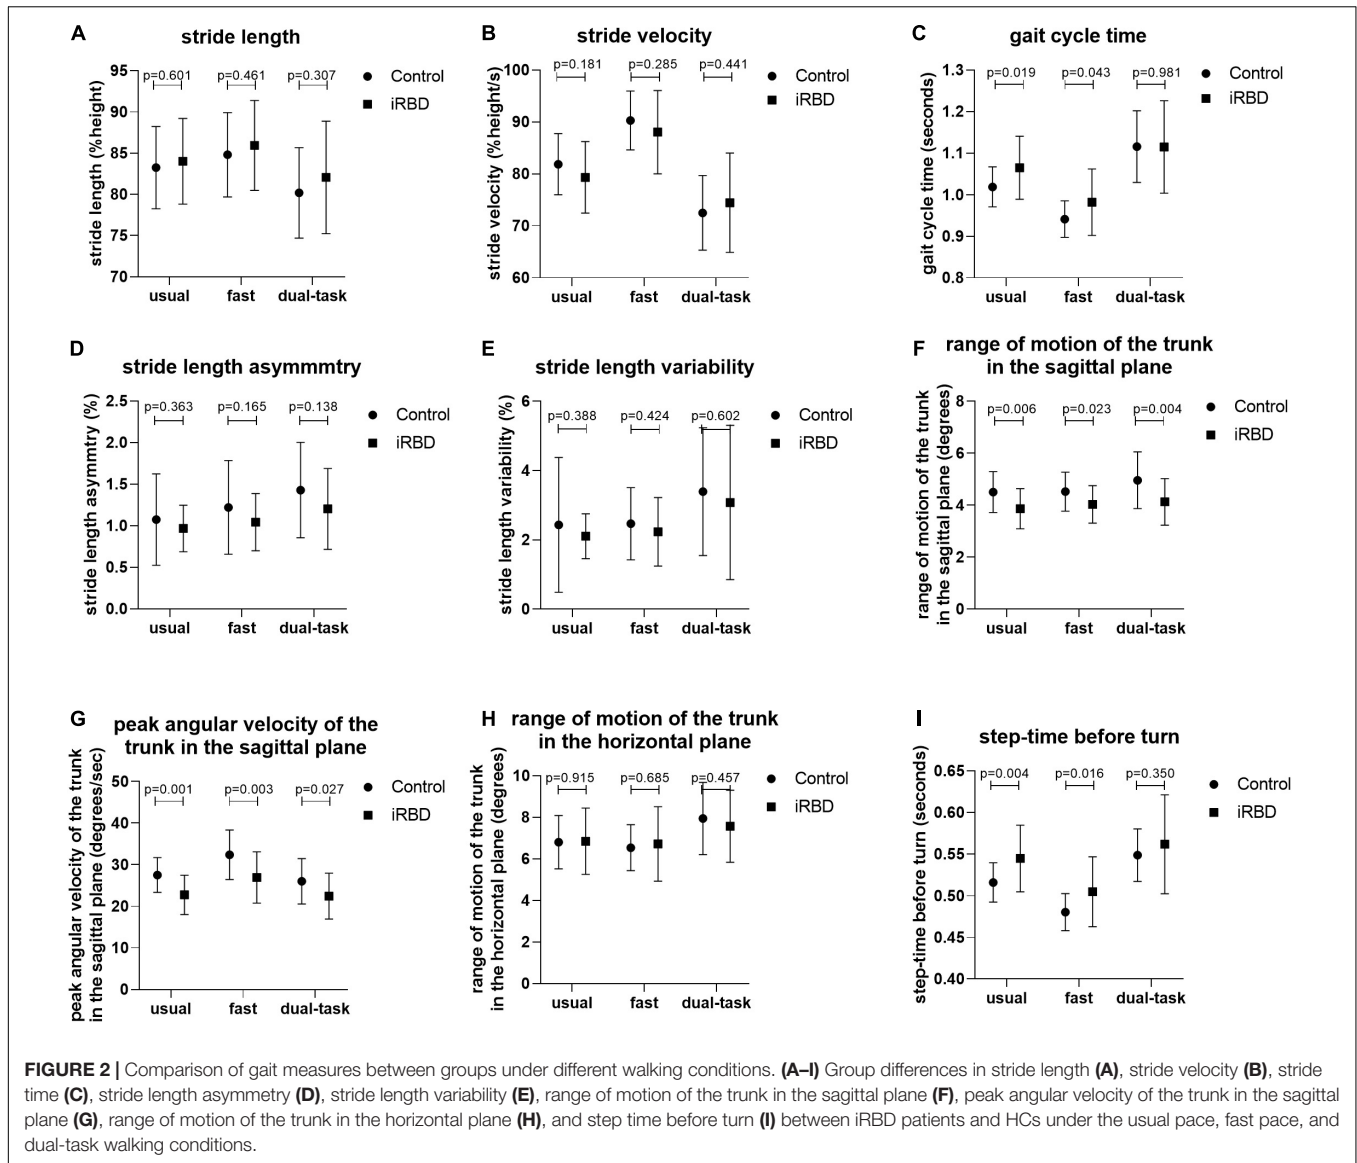 A
stride length
p=0.601 p=0.461 p=0.307
Control
iRBD
stride length (%height)
95
90
85
80
75
70
usual fast dual-task
B
stride velocity
p=0.181 p=0.285 p=0.441
Control
iRBD
stride velocity (%height/s)
100
90
80
70
60
usual fast dual-task
C
gait cycle time
p=0.019 p=0.043 p=0.981
Control
iRBD
gait cycle time (seconds)
1.3
1.2
1.1
1.0
0.9
0.8
usual fast dual-task
D
stride length asymmmtry
p=0.363 p=0.165 p=0.138
Control
iRBD
stride length asymmtry (%)
2.5
2.0
1.5
1.0
0.5
0.0
usual fast dual-task
E
stride length variability
p=0.388 p=0.424 p=0.602
Control
iRBD
stride length variability (%)
6
4
2
0
usual fast dual-task
F
range of motion of the trunk
in the sagittal plane
p=0.006 p=0.023 p=0.004
Control
iRBD
range of motion of the trunk
in the sagittal plane (degrees)
8
6
4
2
0
usual fast dual-task
G
peak angular velocity of the
trunk in the sagittal plane
p=0.001 p=0.003 p=0.027
Control
iRBD
peak angular velocity of the trunk
in the sagittal plane (degrees/sec)
50
40
30
20
10
0
usual fast dual-task
H
range of motion of the trunk
in the horizontal plane
p=0.915 p=0.685 p=0.457
Control
iRBD
range of motion of the trunk
in the horizontal plane (degrees)
10
8
6
4
2
0
usual fast dual-task
I
step-time before turn
p=0.004 p=0.016 p=0.350
Control
iRBD
step-time before turn (seconds)
0.65
0.60
0.55
0.50
0.45
0.40
usual fast dual-task
FIGURE 2 | Comparison of gait measures between groups under different walking conditions. (A–I) Group differences in stride length (A), stride velocity (B), stride
time (C), stride length asymmetry (D), stride length variability (E), range of motion of the trunk in the sagittal plane (F), peak angular velocity of the trunk in the sagittal
plane (G), range of motion of the trunk in the horizontal plane (H), and step time before turn (I) between iRBD patients and HCs under the usual pace, fast pace, and
dual-task walking conditions.